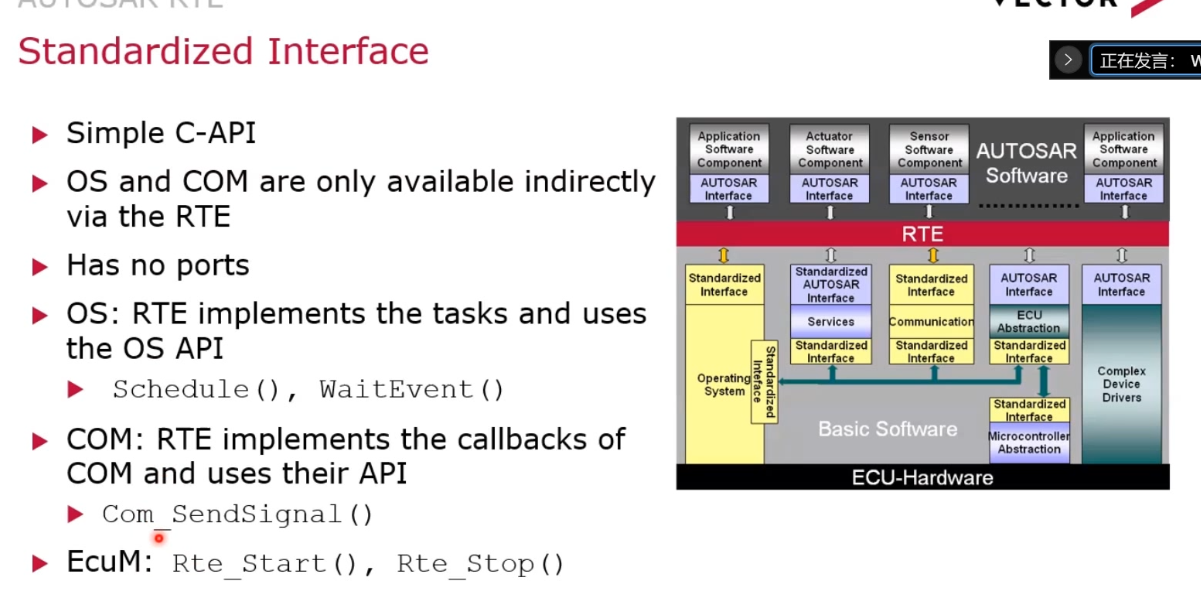 AUTOSAR RTE
VECTOR
Standardized Interface
正在发言：
Simple C-API
OS and COM are only available indirectly
via the RTE
Has no ports
OS: RTE implements the tasks and uses
the OS API
Schedule(), WaitEvent()
COM: RTE implements the callbacks of
COM and uses their API
Com_SendSignal()
EcuM: Rte_Start(), Rte_Stop()
Application
Software
Component
AUTOSAR
Interface
Actuator
Software
Component
AUTOSAR
Interface
Sensor
Software
Component
AUTOSAR
Interface
AUTOSAR
Software
Application
Software
Component
AUTOSAR
Interface
RTE
Standardized
Interface
Operating
System
Standardized
Interface
Standardized
AUTOSAR
Interface
Services
Standardized
Interface
Standardized
Interface
Communication
Standardized
Interface
AUTOSAR
Interface
ECU
Abstraction
Standardized
Interface
Standardized
Interface
Microcontroller
Abstraction
AUTOSAR
Interface
Complex
Device
Drivers
Basic Software
ECU-Hardware